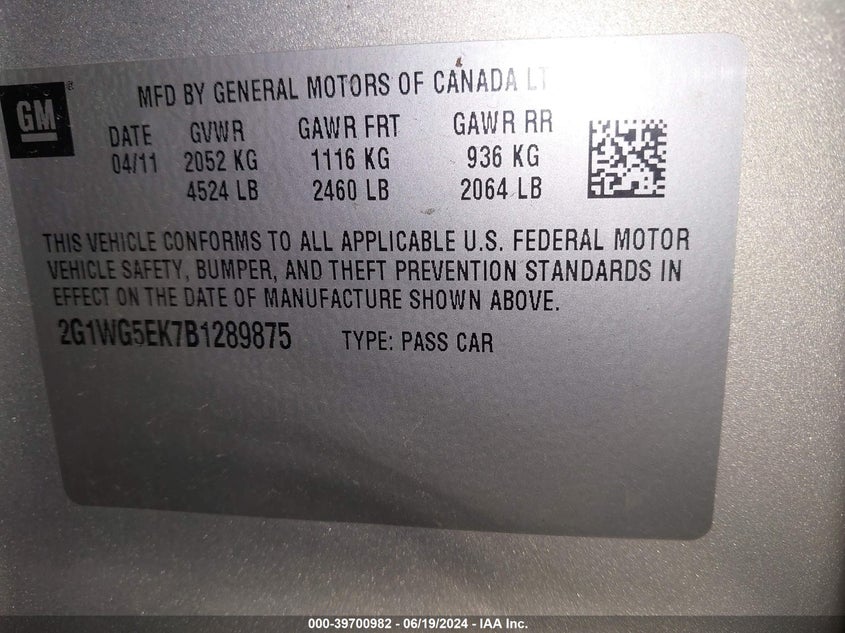 GM ®
MFD BY GENERAL MOTORS OF CANADA LT
DATE GVWR GAWR FRT GAWR RR
04/11 2052 KG 1116 KG 936 KG
4524 LB 2460 LB 2064 LB
THIS VEHICLE CONFORMS TO ALL APPLICABLE U.S. FEDERAL MOTOR
VEHICLE SAFETY, BUMPER, AND THEFT PREVENTION STANDARDS IN
EFFECT ON THE DATE OF MANUFACTURE SHOWN ABOVE.
2G1WG5EK7B1289875 TYPE: PASS CAR
000-39700982 - 06/19/2024 - IAA Inc.